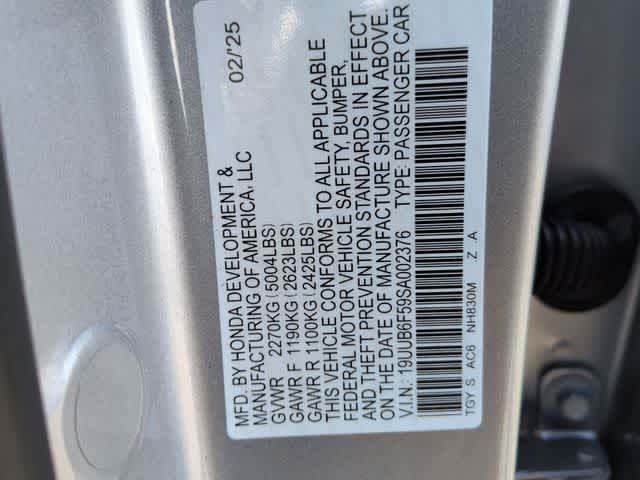 MFD. BY HONDA DEVELOPMENT & 02/'25
MANUFACTURING OF AMERICA, LLC
GVWR 2270KG (5004LBS)
GAWR F 1190KG (2623LBS)
GAWR R 1100KG (2425LBS)
THIS VEHICLE CONFORMS TO ALL APPLICABLE
FEDERAL MOTOR VEHICLE SAFETY, BUMPER,
AND THEFT PREVENTION STANDARDS IN EFFECT
ON THE DATE OF MANUFACTURE SHOWN ABOVE.
V.I.N.: 19UUB6F59SA002376 TYPE: PASSENGER CAR
TGY S AC6 NH830M Z A